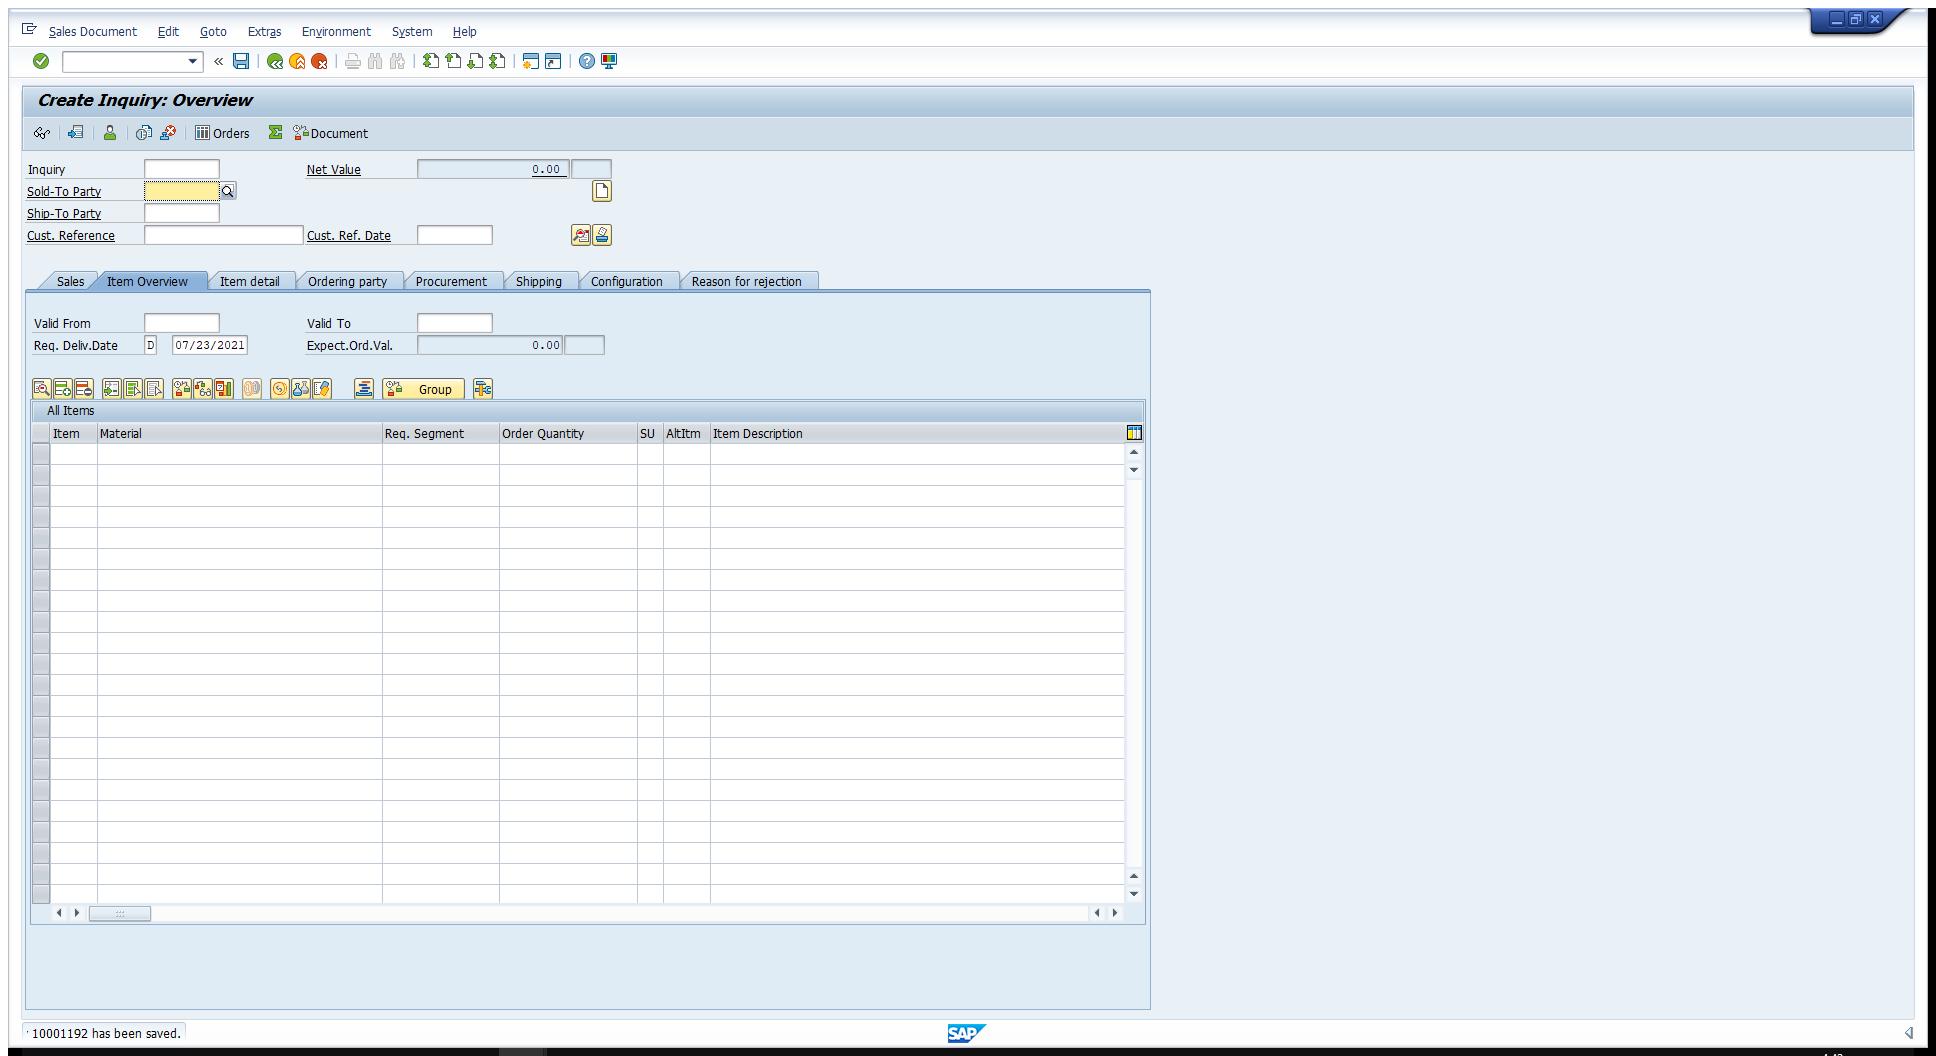 Sales Document Edit Goto Extras Environment System Help
Create Inquiry: Overview
Orders Document
Inquiry Net Value 0.00
Sold-To Party
Ship-To Party
Cust. Reference Cust. Ref. Date
Sales Item Overview Item detail Ordering party Procurement Shipping Configuration Reason for rejection
Valid From Valid To
Req. Deliv.Date D 07/23/2021 Expect.Ord.Val. 0.00
Group
All Items
Item Material Req. Segment Order Quantity SU AltItm Item Description
10001192 has been saved.
SAP